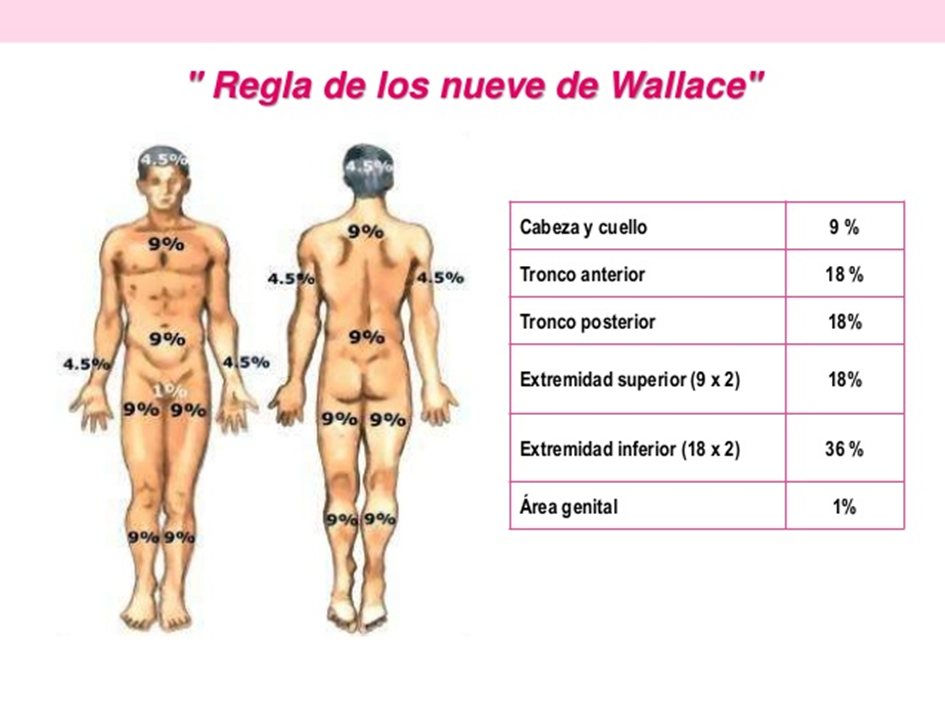 " Regla de los nueve de Wallace"
4.5% 4.5%
9% 9%
4.5% 4.5%
9% 9%
4.5% 4.5%
1%
9% 9% 9% 9%
9% 9% 9% 9%
Cabeza y cuello 9 %
Tronco anterior 18 %
Tronco posterior 18%
Extremidad superior (9 x 2) 18%
Extremidad inferior (18 x 2) 36 %
Área genital 1%